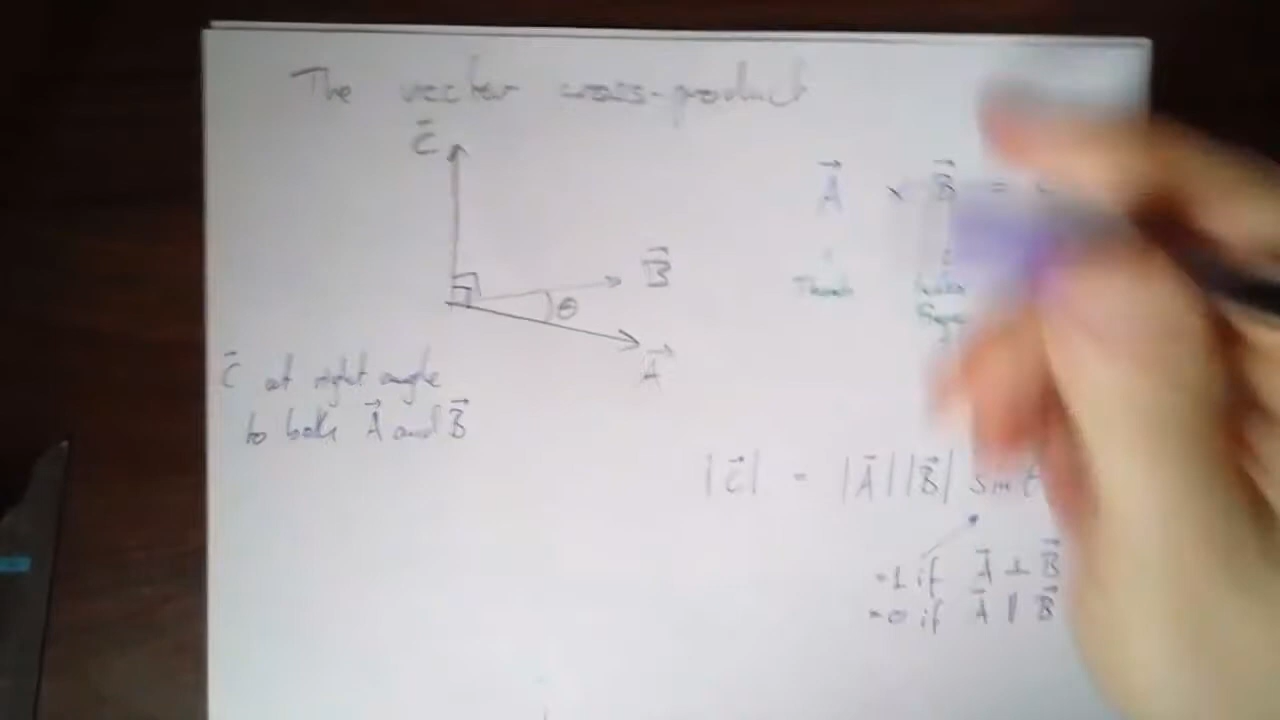 The vector cross-product
C⃗
A⃗ × B⃗ =
B⃗
θ
Thumb
A⃗
C⃗ at right angle
to both A⃗ and B⃗
|C⃗| = |A⃗||B⃗| sin
=1 if A⃗ ⊥ B⃗
=0 if A⃗ ∥ B⃗